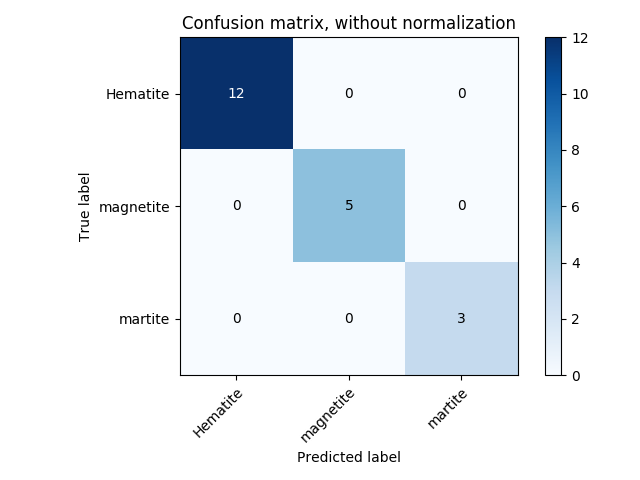 Confusion matrix, without normalization
Hematite 12 0 0
magnetite 0 5 0
martite 0 0 3
Hematite magnetite martite
True label
Predicted label
12
10
8
6
4
2
0